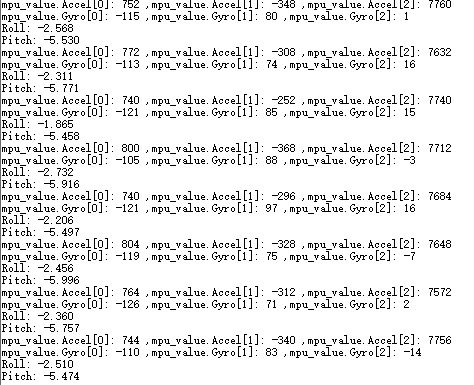 mpu_value.Accel[0]: 752 ,mpu_value.Accel[1]: -348 ,mpu_value.Accel[2]: 7760
mpu_value.Gyro[0]: -115 ,mpu_value.Gyro[1]: 80 ,mpu_value.Gyro[2]: 1
Roll: -2.568
Pitch: -5.530
mpu_value.Accel[0]: 772 ,mpu_value.Accel[1]: -308 ,mpu_value.Accel[2]: 7632
mpu_value.Gyro[0]: -113 ,mpu_value.Gyro[1]: 74 ,mpu_value.Gyro[2]: 16
Roll: -2.311
Pitch: -5.771
mpu_value.Accel[0]: 740 ,mpu_value.Accel[1]: -252 ,mpu_value.Accel[2]: 7740
mpu_value.Gyro[0]: -121 ,mpu_value.Gyro[1]: 85 ,mpu_value.Gyro[2]: 15
Roll: -1.865
Pitch: -5.458
mpu_value.Accel[0]: 800 ,mpu_value.Accel[1]: -368 ,mpu_value.Accel[2]: 7712
mpu_value.Gyro[0]: -105 ,mpu_value.Gyro[1]: 88 ,mpu_value.Gyro[2]: -3
Roll: -2.732
Pitch: -5.916
mpu_value.Accel[0]: 740 ,mpu_value.Accel[1]: -296 ,mpu_value.Accel[2]: 7684
mpu_value.Gyro[0]: -121 ,mpu_value.Gyro[1]: 97 ,mpu_value.Gyro[2]: 16
Roll: -2.206
Pitch: -5.497
mpu_value.Accel[0]: 804 ,mpu_value.Accel[1]: -328 ,mpu_value.Accel[2]: 7648
mpu_value.Gyro[0]: -119 ,mpu_value.Gyro[1]: 75 ,mpu_value.Gyro[2]: -7
Roll: -2.456
Pitch: -5.996
mpu_value.Accel[0]: 764 ,mpu_value.Accel[1]: -312 ,mpu_value.Accel[2]: 7572
mpu_value.Gyro[0]: -126 ,mpu_value.Gyro[1]: 71 ,mpu_value.Gyro[2]: 2
Roll: -2.360
Pitch: -5.757
mpu_value.Accel[0]: 744 ,mpu_value.Accel[1]: -340 ,mpu_value.Accel[2]: 7756
mpu_value.Gyro[0]: -110 ,mpu_value.Gyro[1]: 83 ,mpu_value.Gyro[2]: -14
Roll: -2.510
Pitch: -5.474